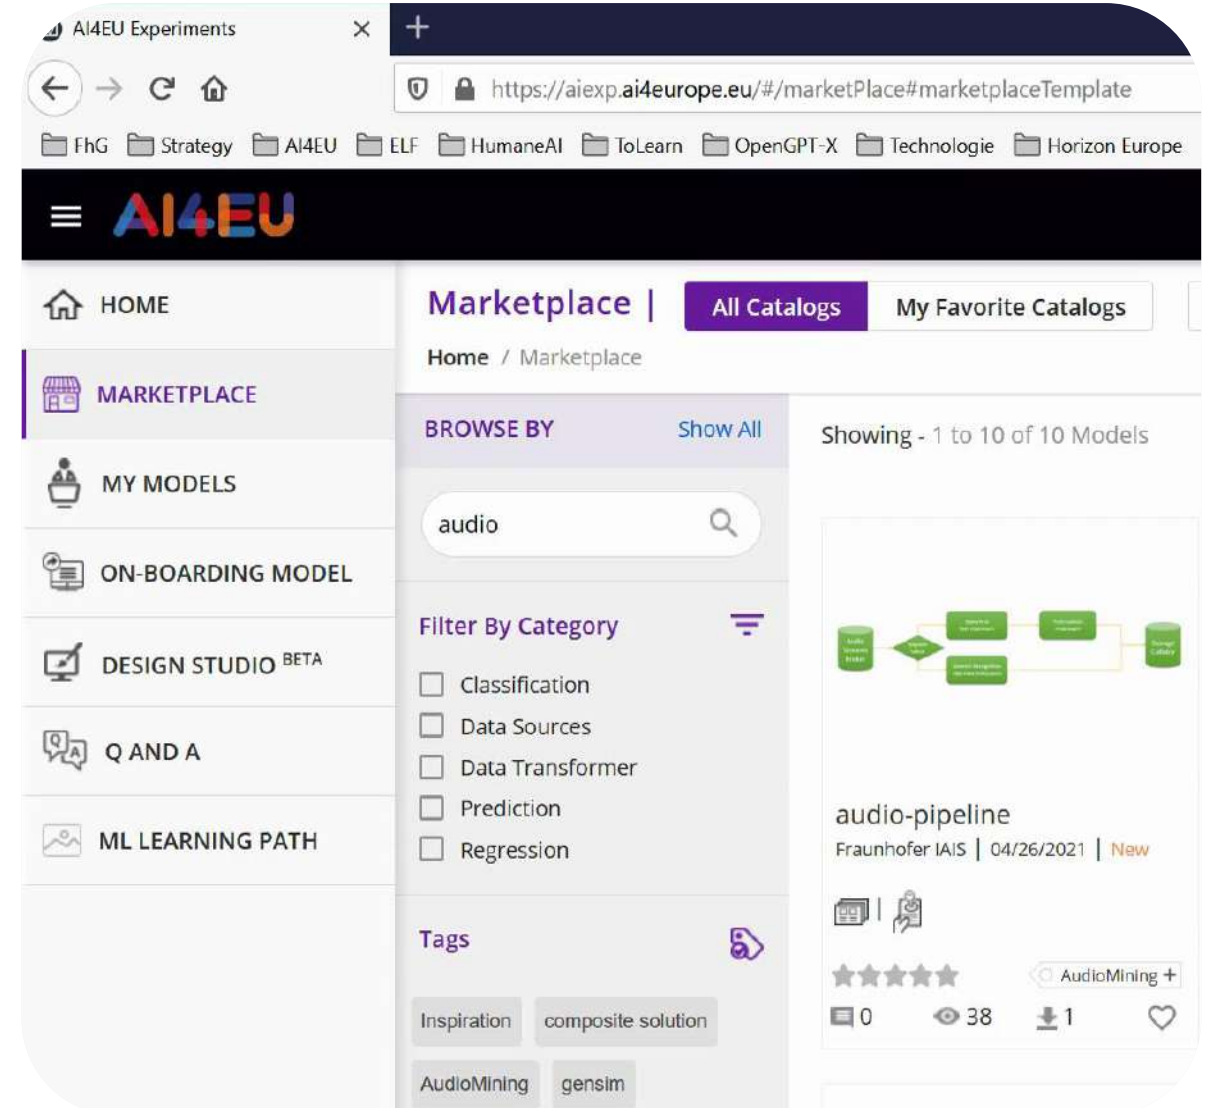 AI4EU Experiments
https://aiexp.ai4europe.eu/#/marketPlace#marketplaceTemplate
FhG Strategy AI4EU ELF HumaneAI ToLearn OpenGPT-X Technologie Horizon Europe
AI4EU
HOME
MARKETPLACE
MY MODELS
ON-BOARDING MODEL
DESIGN STUDIO BETA
Q AND A
ML LEARNING PATH
Marketplace |
All Catalogs
My Favorite Catalogs
Home / Marketplace
BROWSE BY
Show All
audio
Filter By Category
Classification
Data Sources
Data Transformer
Prediction
Regression
Tags
Inspiration
composite solution
AudioMining
gensim
Showing - 1 to 10 of 10 Models
audio-pipeline
Fraunhofer IAIS | 04/26/2021 | New
AudioMining +
0
38
1